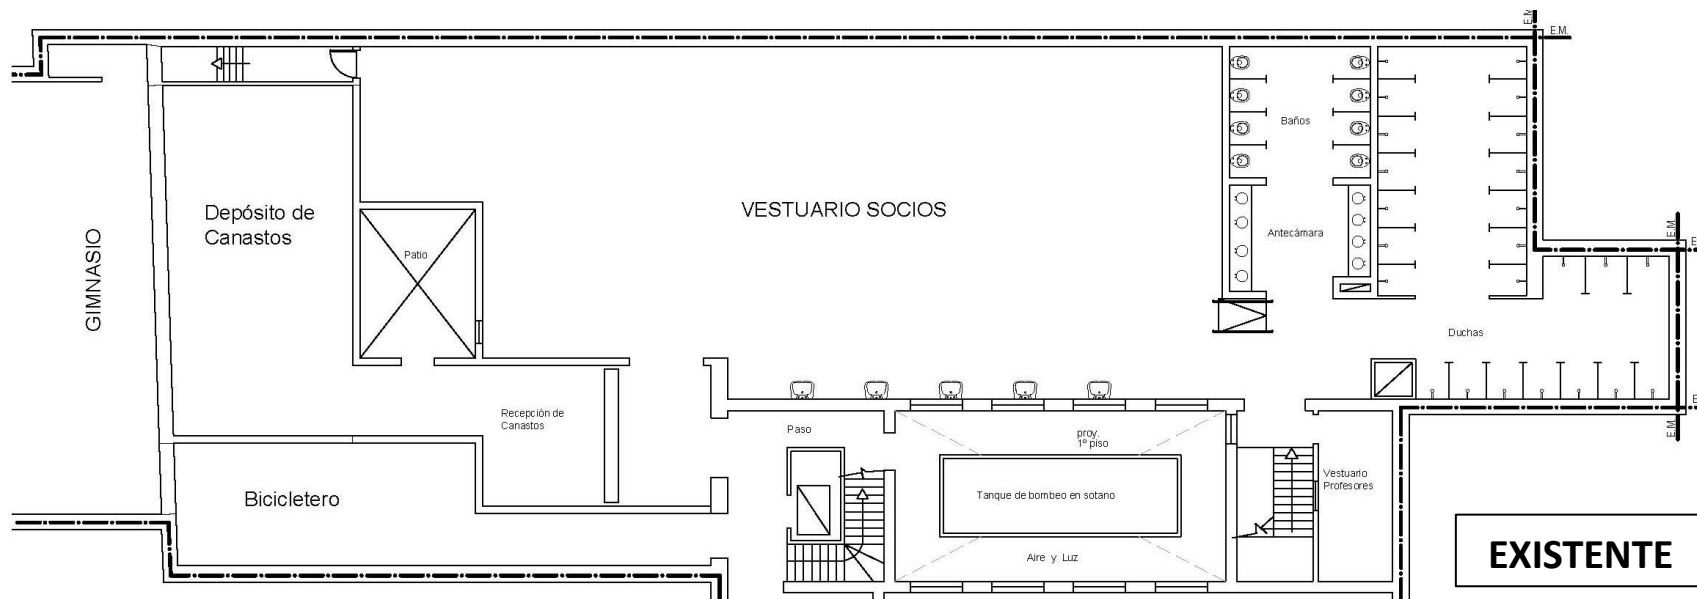 E.M.
E.M.
Baños
Depósito de
Canastos
VESTUARIO SOCIOS
Antecámara
E.M.
GIMNASIO
Patio
E
Duchas
Recepción de
Canastos
Paso
proy.
1º piso
E
E.M.
Vestuario
Profesores
Bicicletero
Tanque de bombeo en sotano
Aire y Luz
EXISTENTE